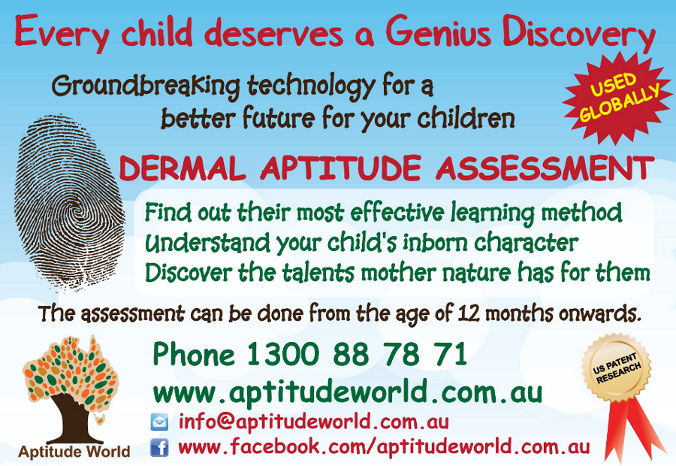 Every child deserves a Genius Discovery
Groundbreaking technology for a
better future for your children
USED
GLOBALLY
DERMAL APTITUDE ASSESSMENT
Find out their most effective learning method
Understand your child's inborn character
Discover the talents mother nature has for them
The assessment can be done from the age of 12 months onwards.
Phone 1300 88 78 71
www.aptitudeworld.com.au
info@aptitudeworld.com.au
f www.facebook.com/aptitudeworld.com.au
Aptitude World
US PATENT
RESEARCH